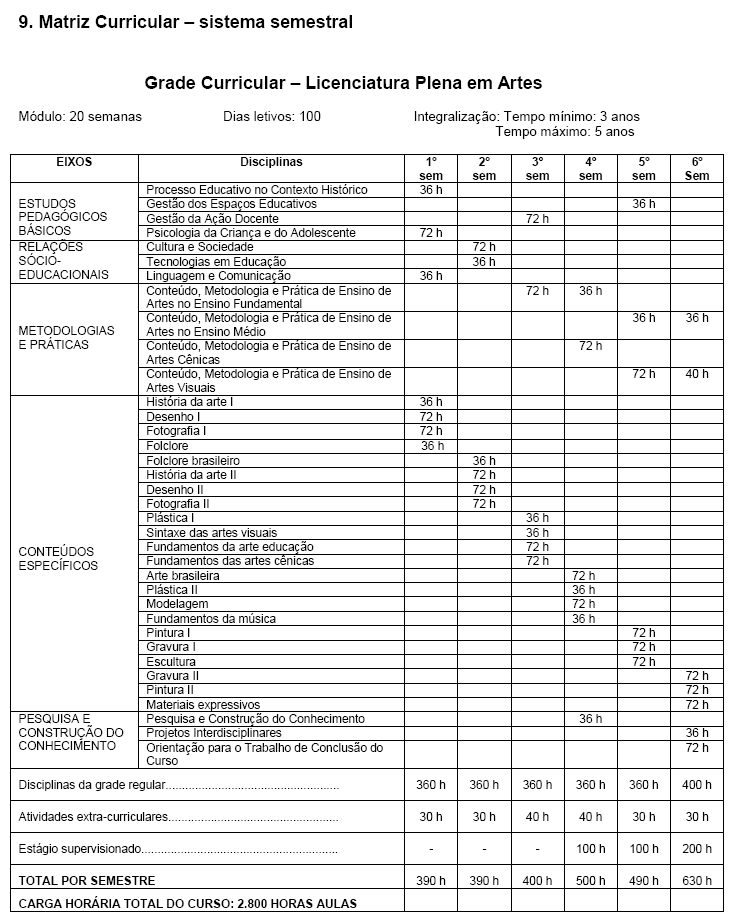 9. Matriz Curricular – sistema semestral
Grade Curricular – Licenciatura Plena em Artes
Módulo: 20 semanas Dias letivos: 100 Integralização: Tempo mínimo: 3 anos
Tempo máximo: 5 anos
EIXOS Disciplinas 1° sem 2° sem 3° sem 4° sem 5° sem 6° Sem
ESTUDOS PEDAGÓGICOS BÁSICOS
Processo Educativo no Contexto Histórico 36 h
Gestão dos Espaços Educativos 36 h
Gestão da Ação Docente 72 h
Psicologia da Criança e do Adolescente 72 h
RELAÇÕES SÓCIO-EDUCACIONAIS
Cultura e Sociedade 72 h
Tecnologias em Educação 36 h
Linguagem e Comunicação 36 h
METODOLOGIAS E PRÁTICAS
Conteúdo, Metodologia e Prática de Ensino de 72 h 36 h
Artes no Ensino Fundamental
Conteúdo, Metodologia e Prática de Ensino de 36 h 36 h
Artes no Ensino Médio
Conteúdo, Metodologia e Prática de Ensino de 72 h
Artes Cênicas
Conteúdo, Metodologia e Prática de Ensino de 72 h 40 h
Artes Visuais
CONTEÚDOS ESPECÍFICOS
História da arte I 36 h
Desenho I 72 h
Fotografia I 72 h
Folclore 36 h
Folclore brasileiro 36 h
História da arte II 72 h
Desenho II 72 h
Fotografia II 72 h
Plástica I 36 h
Sintaxe das artes visuais 36 h
Fundamentos da arte educação 72 h
Fundamentos das artes cênicas 72 h
Arte brasileira 72 h
Plástica II 36 h
Modelagem 72 h
Fundamentos da música 36 h
Pintura I 72 h
Gravura I 72 h
Escultura 72 h
Gravura II 72 h
Pintura II 72 h
Materiais expressivos 72 h
PESQUISA E CONSTRUÇÃO DO CONHECIMENTO
Pesquisa e Construção do Conhecimento 36 h
Projetos Interdisciplinares 36 h
Orientação para o Trabalho de Conclusão do 72 h
Curso
Disciplinas da grade regular..................................................... 360 h 360 h 360 h 360 h 360 h 400 h
Atividades extra-curriculares.................................................... 30 h 30 h 40 h 40 h 30 h 30 h
Estágio supervisionado............................................................ - - - 100 h 100 h 200 h
TOTAL POR SEMESTRE 390 h 390 h 400 h 500 h 490 h 630 h
CARGA HORÁRIA TOTAL DO CURSO: 2.800 HORAS AULAS